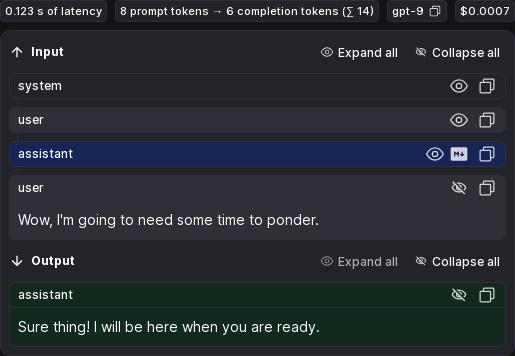 0.123 s of latency 8 prompt tokens → 6 completion tokens (∑ 14) gpt-9 $0.0007
↑ Input Expand all Collapse all
system
user
assistant M↓
user
Wow, I'm going to need some time to ponder.
↓ Output Expand all Collapse all
assistant
Sure thing! I will be here when you are ready.